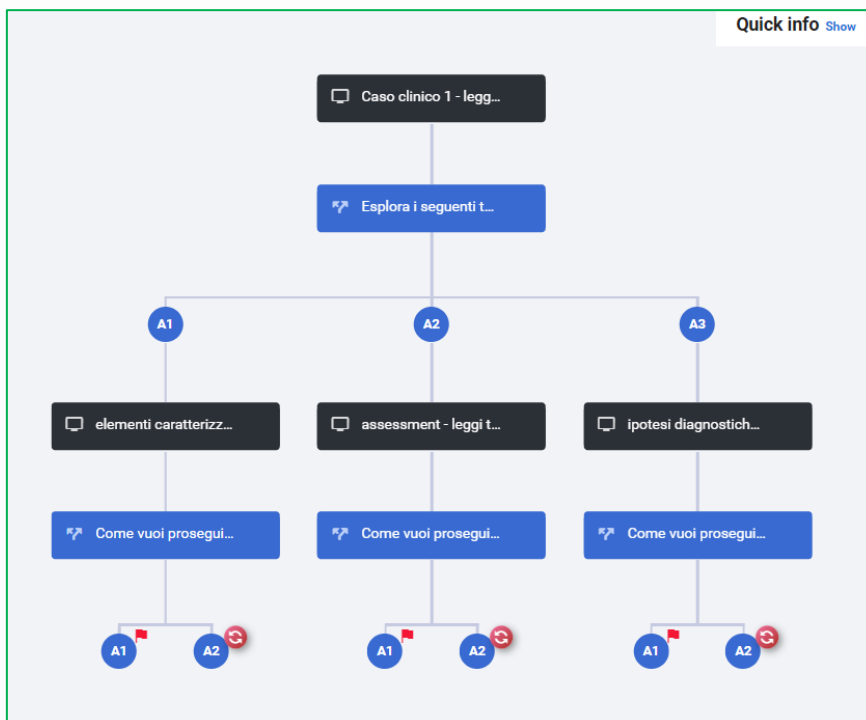 Quick info Show
Caso clinico 1 - legg...
Esplora i seguenti t...
A1 A2 A3
elementi caratterizz... assessment - leggi t... ipotesi diagnostich...
Come vuoi prosegui... Come vuoi prosegui... Come vuoi prosegui...
A1 A2 A1 A2 A1 A2